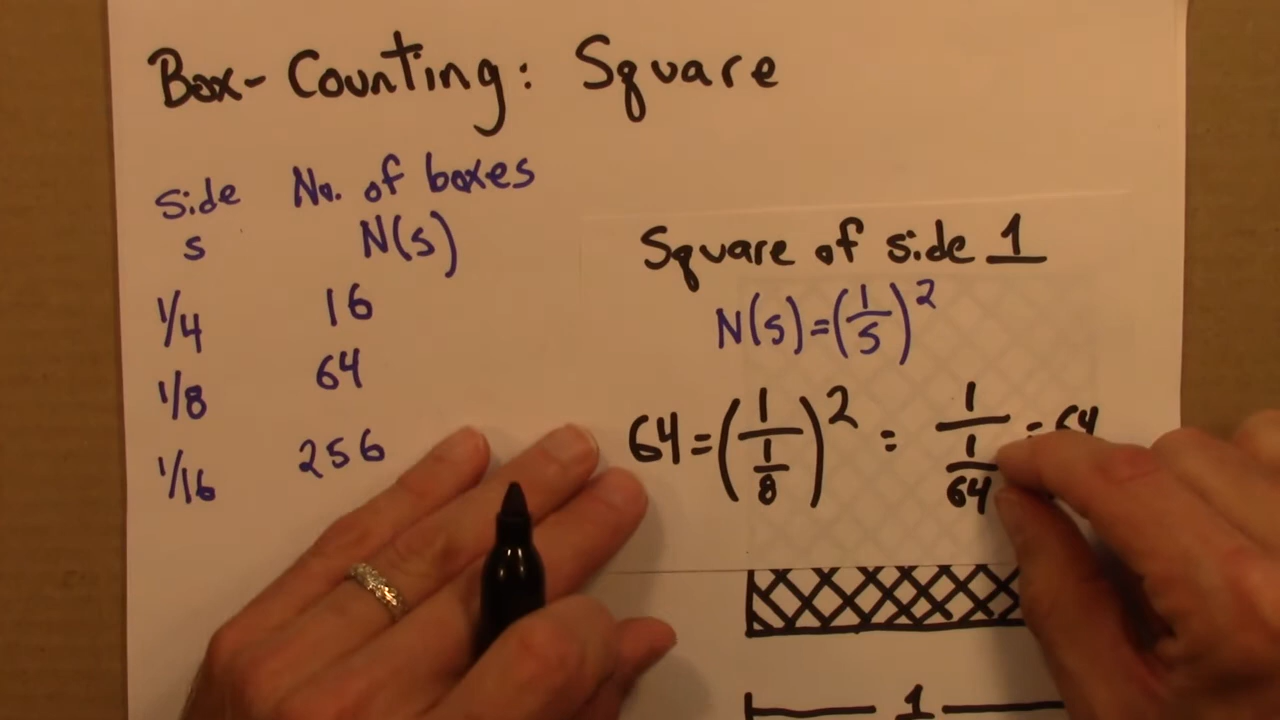 Box-Counting: Square
Side No. of boxes
s N(s)
1/4 16
1/8 64
1/16 256
Square of side 1
N(s)=(1/s)^2
64=(1/(1/8))^2 = 1/(1/64) = 64
1